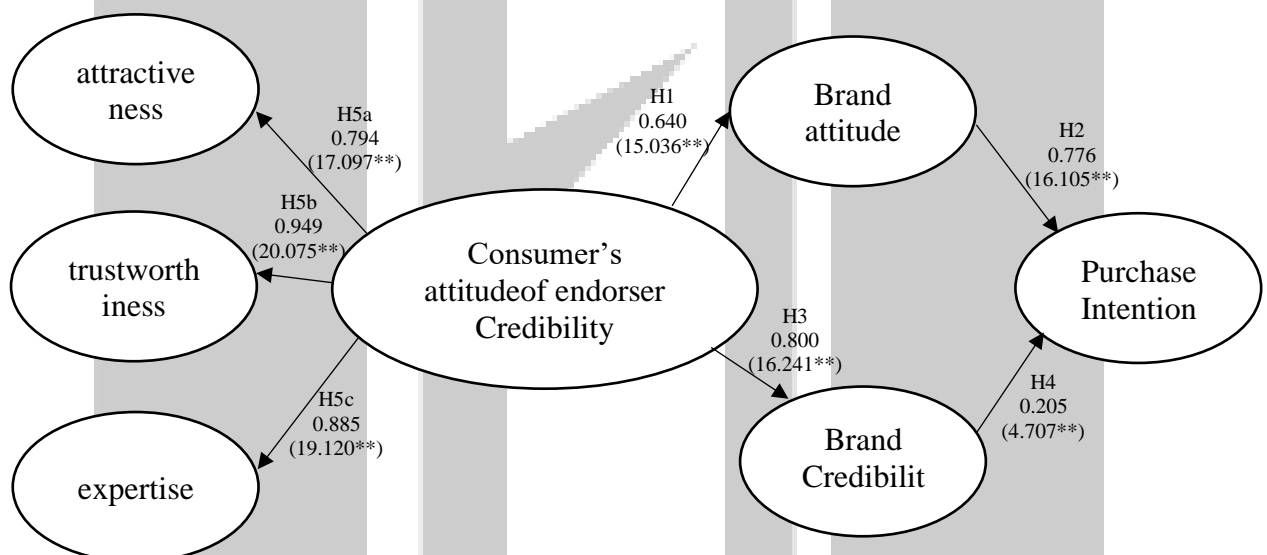 attractive
ness
H5a
0.794
(17.097**)
H5b
0.949
(20.075**)
trustworth
iness
H5c
0.885
(19.120**)
expertise
Consumer's
attitudeof endorser
Credibility
H1
0.640
(15.036**)
Brand
attitude
H2
0.776
(16.105**)
H3
0.800
(16.241**)
Brand
Credibilit
H4
0.205
(4.707**)
Purchase
Intention